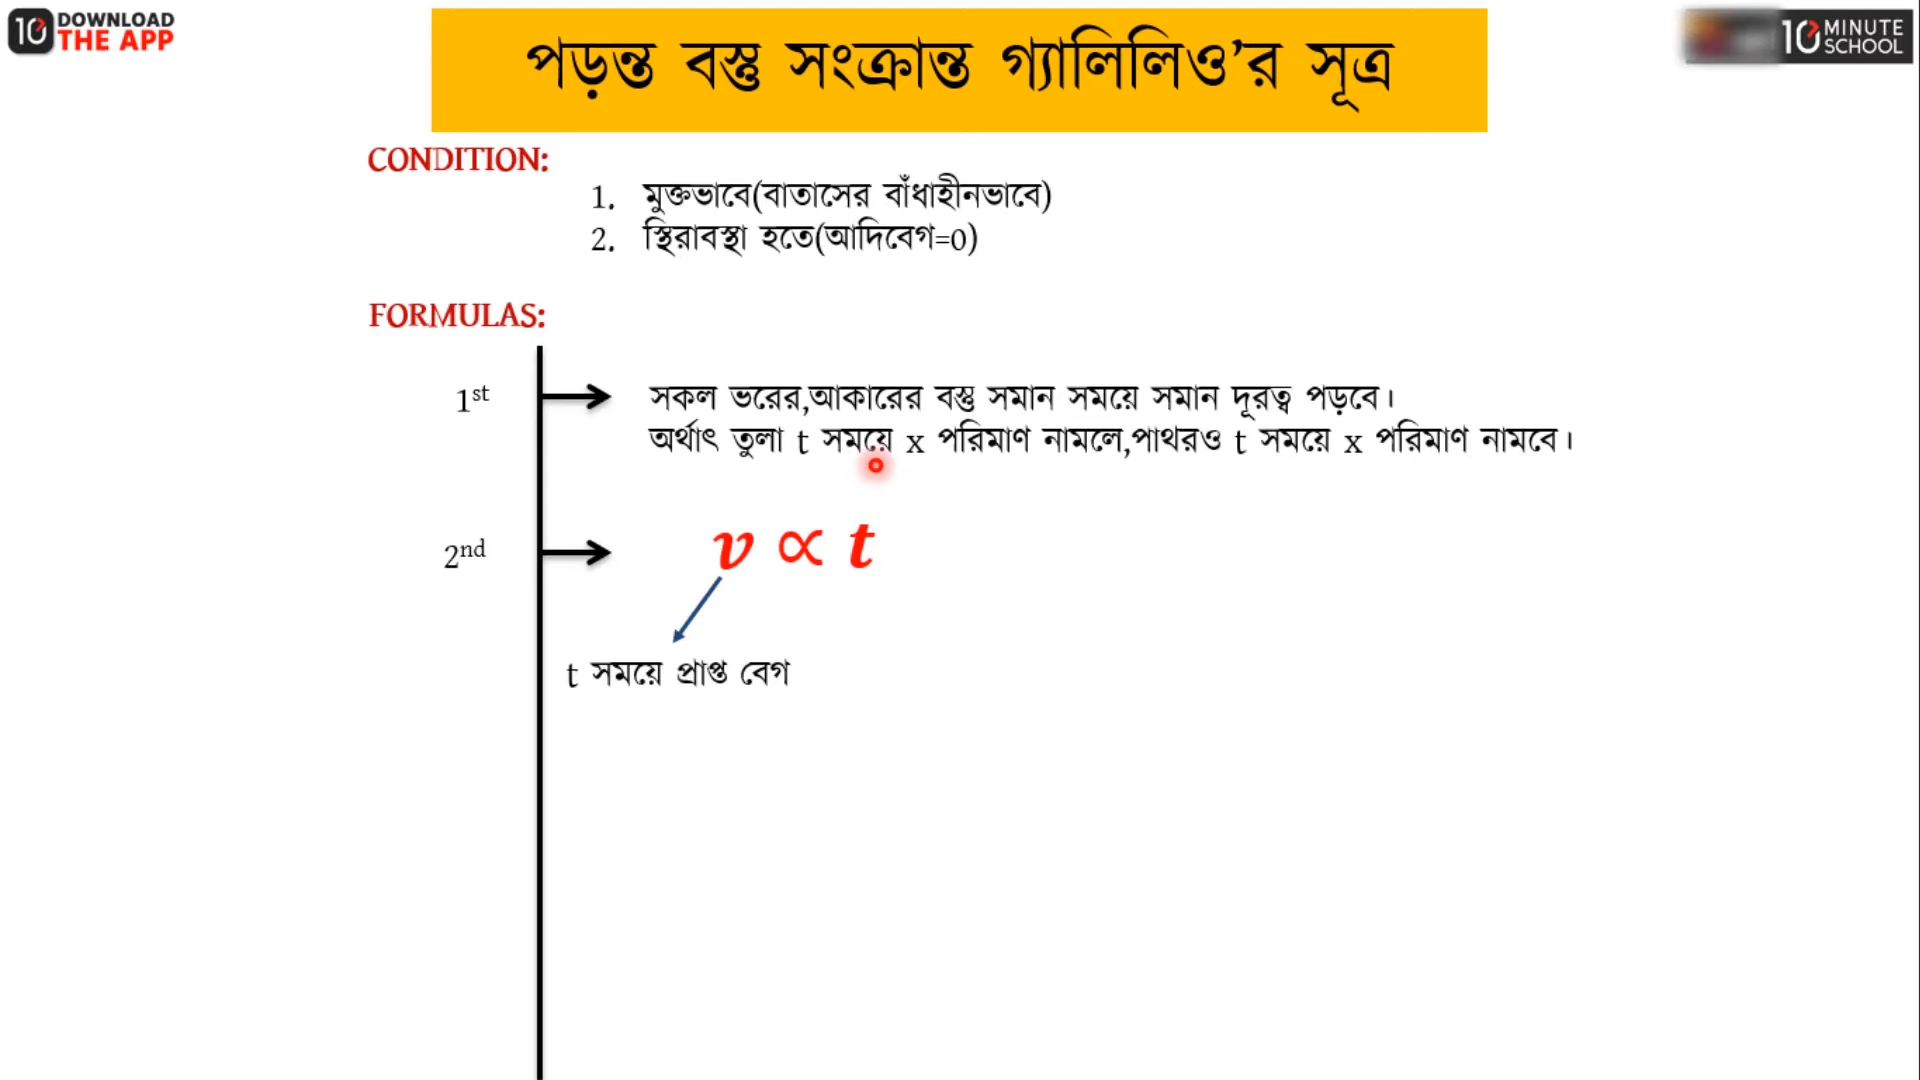 10 DOWNLOAD
THE APP
10 MINUTE
SCHOOL
পড়ন্ত বস্তু সংক্রান্ত গ্যালিলিও’র সূত্র
CONDITION:
1. মুক্তভাবে(বাতাসের বাঁধাহীনভাবে)
2. স্থিরাবস্থা হতে(আদিবেগ=0)
FORMULAS:
1st সকল ভরের,আকারের বস্তু সমান সময়ে সমান দূরত্ব পড়বে।
অর্থাৎ তুলা t সময়ে x পরিমাণ নামলে,পাথরও t সময়ে x পরিমাণ নামবে।
2nd v ∝ t
t সময়ে প্রাপ্ত বেগ